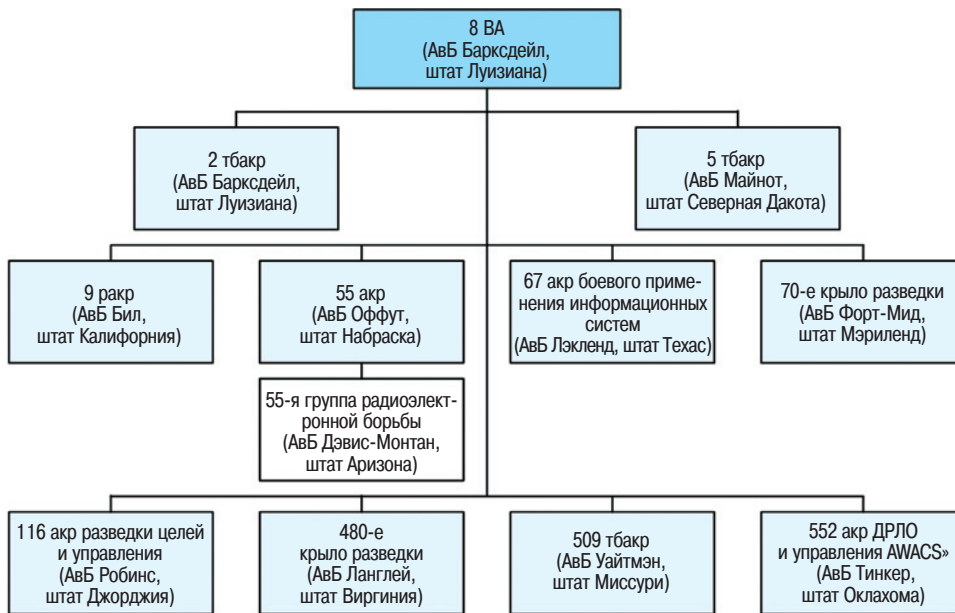 8 ВА
(АвБ Барксдейл,
штат Луизиана)
2 тбакр
(АвБ Барксдейл,
штат Луизиана)
5 тбакр
(АвБ Майнот,
штат Северная Дакота)
9 ракр
(АвБ Бил,
штат Калифорния)
55 акр
(АвБ Оффут,
штат Набраска)
67 акр боевого приме-
нения информационных
систем
(АвБ Лэкленд, штат Техас)
70-е крыло разведки
(АвБ Форт-Мид,
штат Мэриленд)
55-я группа радиоэлект-
ронной борьбы
(АвБ Дэвис-Монтан,
штат Аризона)
116 акр разведки целей
и управления
(АвБ Робинс,
штат Джорджия)
480-е
крыло разведки
(АвБ Ланглей,
штат Виргиния)
509 тбакр
(АвБ Уайтмэн,
штат Миссури)
552 акр ДРЛО
и управления AWACS»
(АвБ Тинкер,
штат Оклахома)